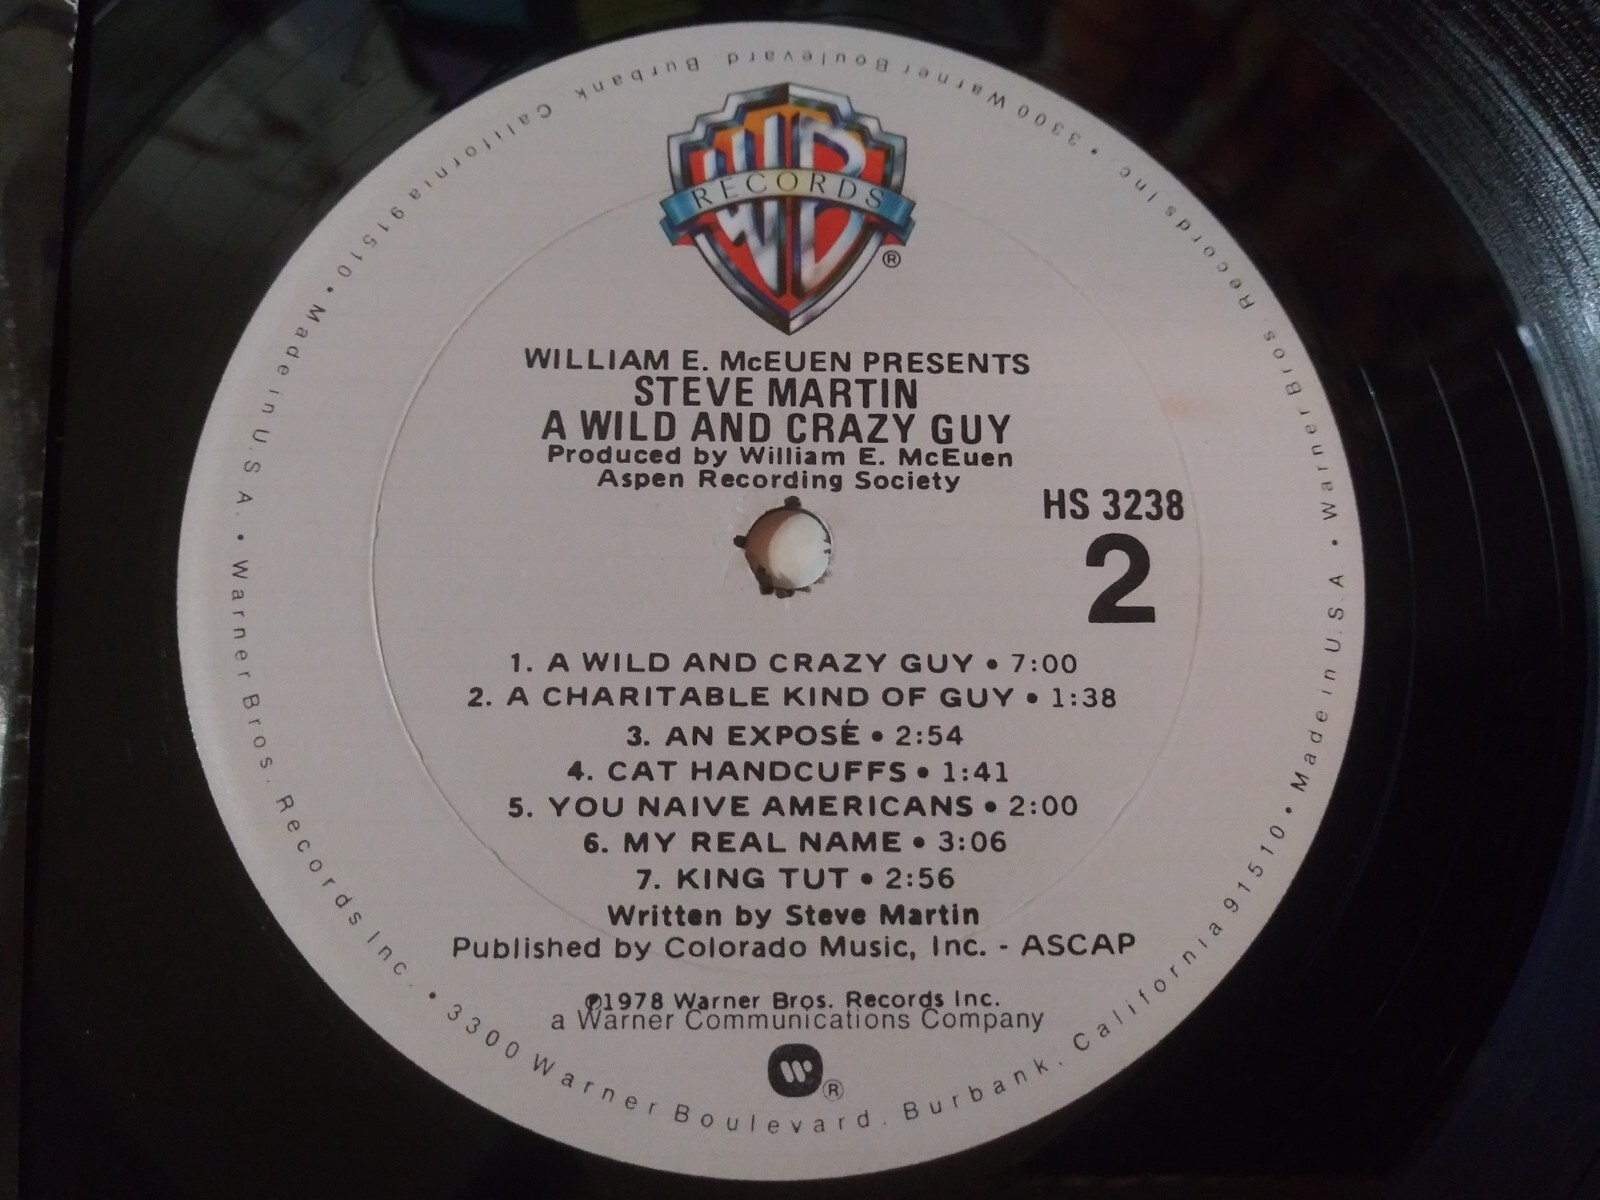 WB
RECORDS
®
WILLIAM E. McEUEN PRESENTS
STEVE MARTIN
A WILD AND CRAZY GUY
Produced by William E. McEuen
Aspen Recording Society
HS 3238
2
1. A WILD AND CRAZY GUY • 7:00
2. A CHARITABLE KIND OF GUY • 1:38
3. AN EXPOSÉ • 2:54
4. CAT HANDCUFFS • 1:41
5. YOU NAIVE AMERICANS • 2:00
6. MY REAL NAME • 3:06
7. KING TUT • 2:56
Written by Steve Martin
Published by Colorado Music, Inc. - ASCAP
℗1978 Warner Bros. Records Inc.
a Warner Communications Company
W ®
Warner Bros. Records Inc. • 3300 Warner Boulevard. Burbank. California 91510 • Made in U.S.A. • Warner Bros. Records Inc. • 3300 Warner Boulevard. Burbank. California 91510 • Made in U.S.A. •